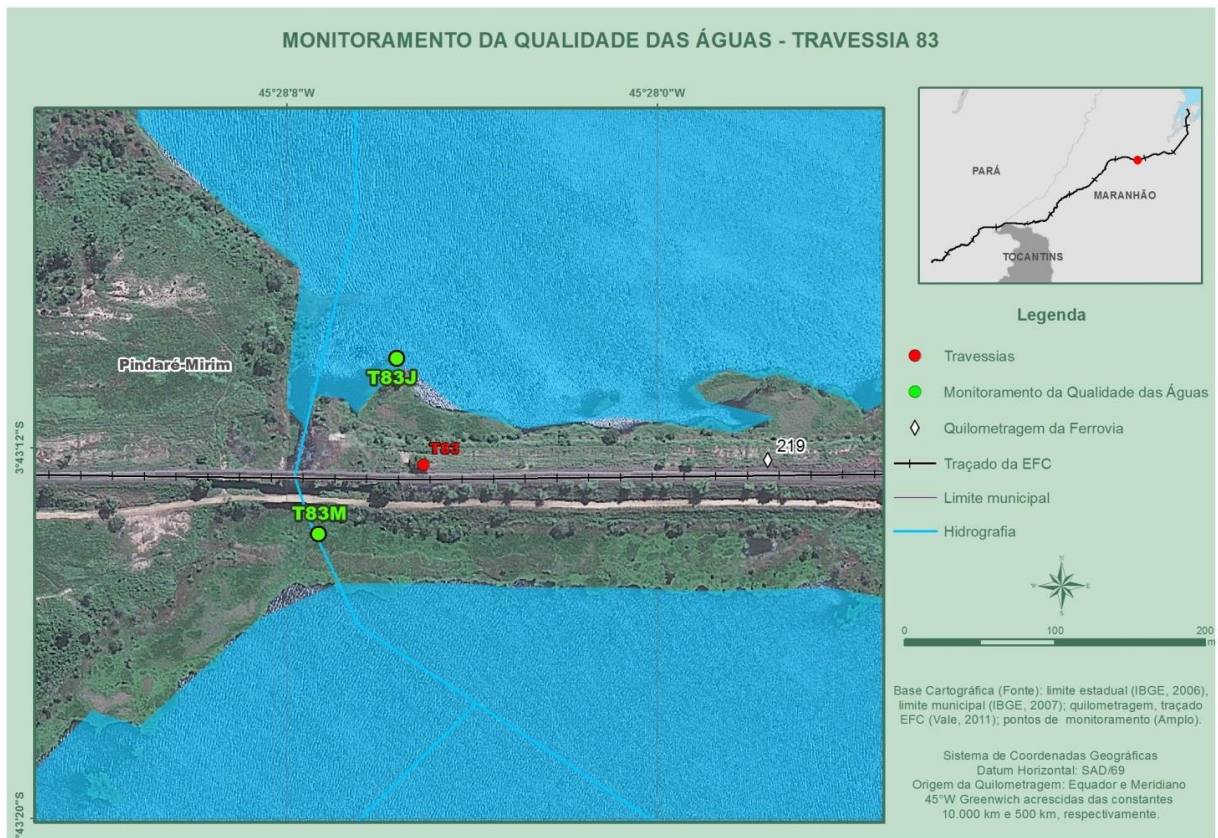 MONITORAMENTO DA QUALIDADE DAS ÁGUAS - TRAVESSIA 83
45°28'8"W
45°28'0"W
3°43'12"S
°43'20"S
Pindaré-Mirim
T83J
T83
219
T83M
PARÁ
MARANHÃO
TOCANTINS
Legenda
Travessias
Monitoramento da Qualidade das Águas
Quilometragem da Ferrovia
Traçado da EFC
Limite municipal
Hidrografia
N
W
E
S
0
100
200
m
Base Cartográfica (Fonte): limite estadual (IBGE, 2006),
limite municipal (IBGE, 2007); quilometragem, traçado
EFC (Vale, 2011); pontos de monitoramento (Amplo).
Sistema de Coordenadas Geográficas
Datum Horizontal: SAD/69
Origem da Quilometragem: Equador e Meridiano
45°W Greenwich acrescidas das constantes
10.000 km e 500 km, respectivamente.